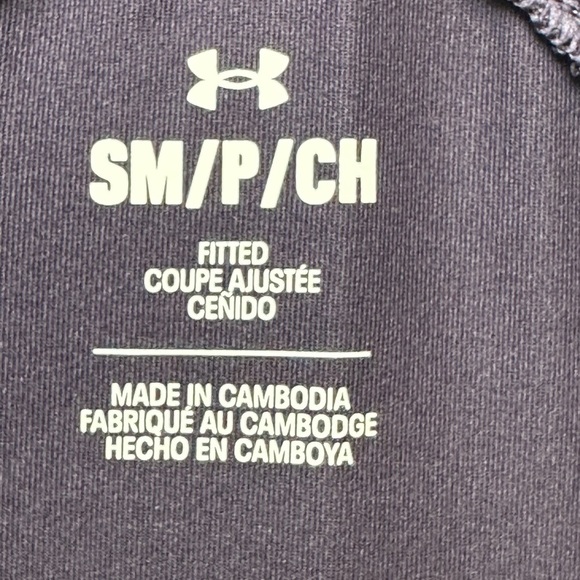 SM/P/CH
FITTED
COUPE AJUSTÉE
CEÑIDO
MADE IN CAMBODIA
FABRIQUÉ AU CAMBODGE
HECHO EN CAMBOYA